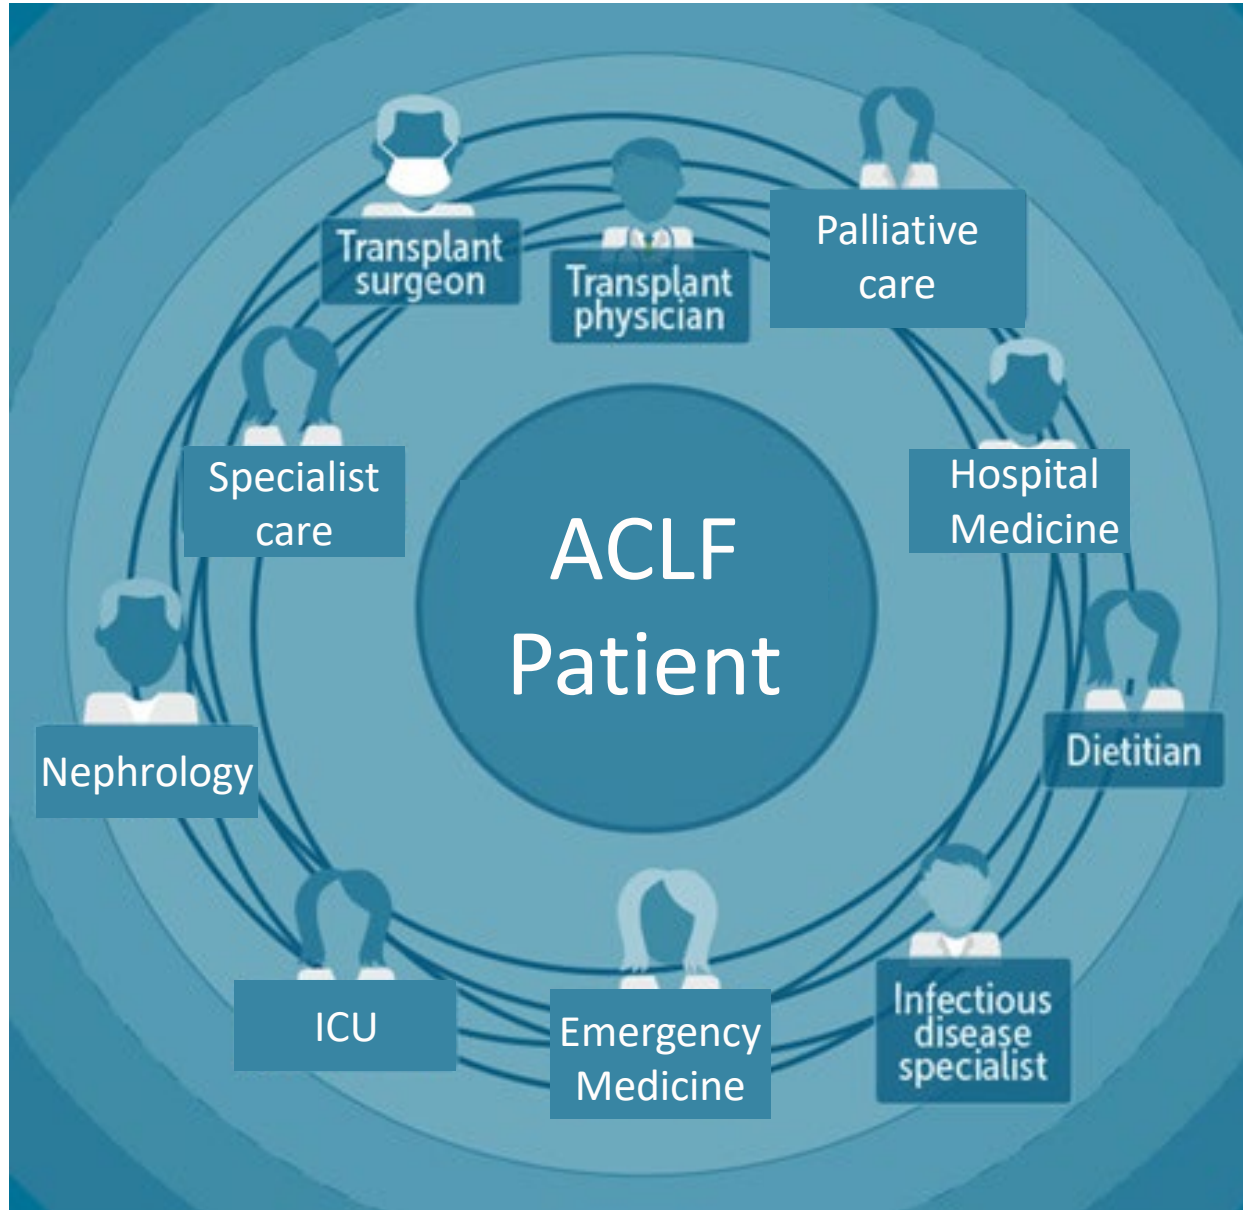 Transplant
surgeon
Transplant
physician
Palliative
care
Specialist
care
Hospital
Medicine
ACLF
Patient
Nephrology
Dietitian
ICU
Emergency
Medicine
Infectious
disease
specialist